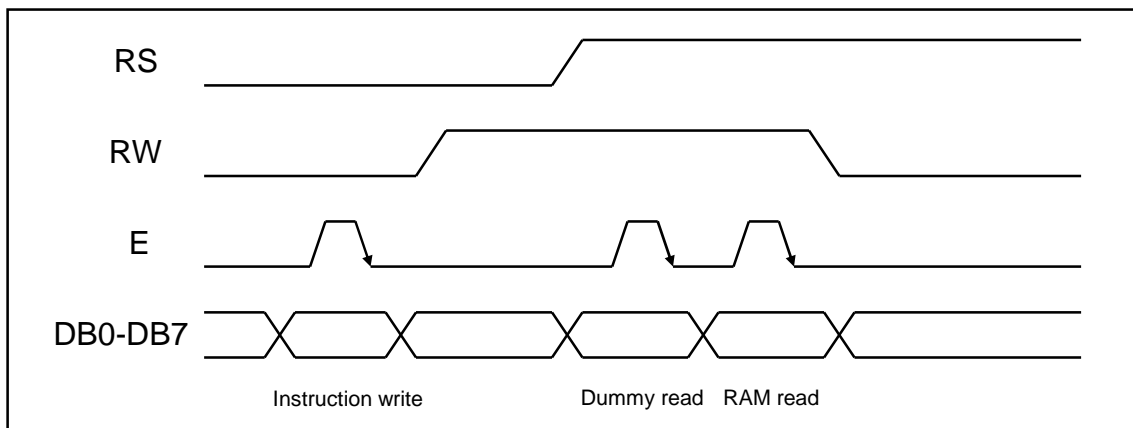 RS
RW
E
DB0-DB7
Instruction write
Dummy read
RAM read